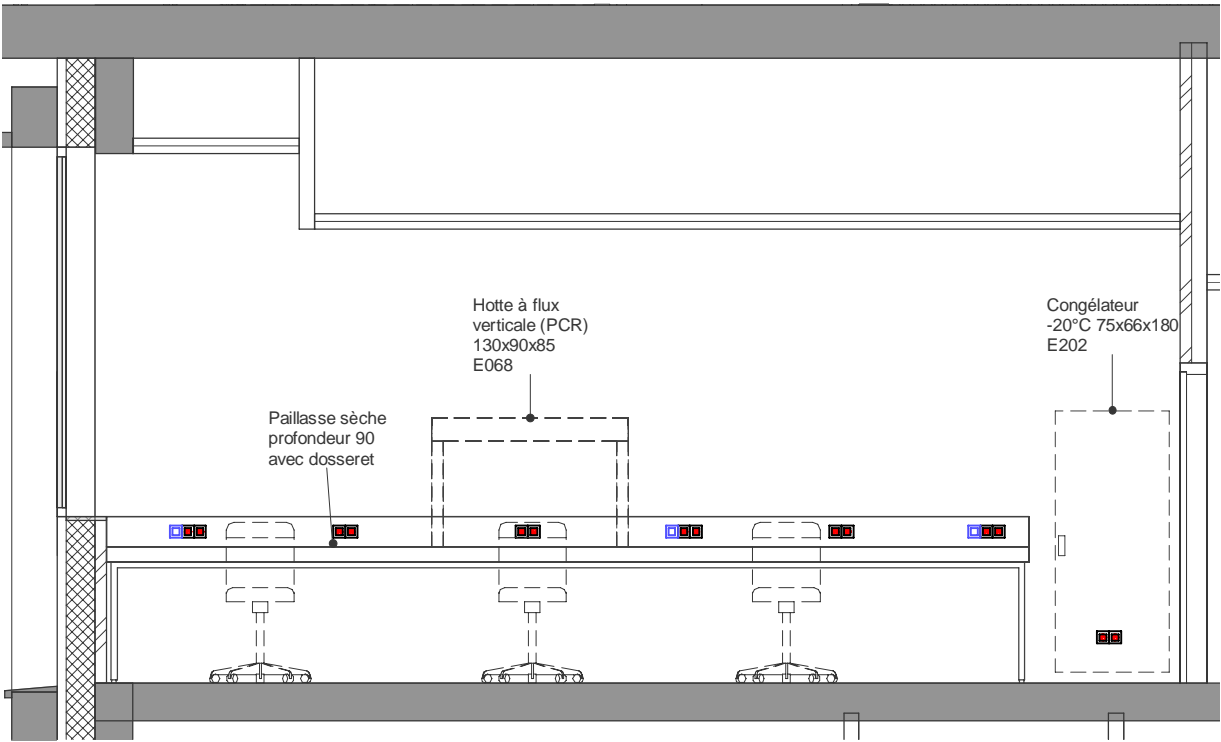 Hotte à flux
verticale (PCR)
130x90x85
E068
Congélateur
-20°C 75x66x180
E202
Paillasse sèche
profondeur 90
avec dosseret